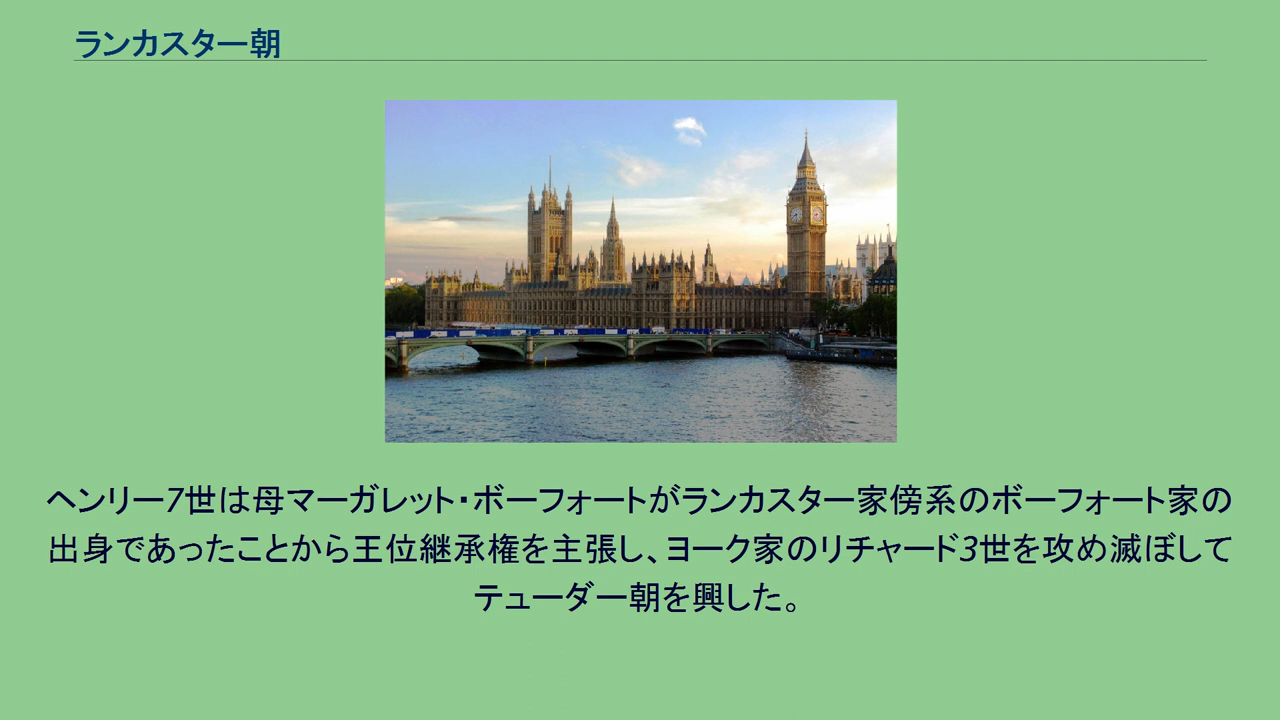 ランカスター朝
ヘンリー7世は母マーガレット・ボーフォートがランカスター家傍系のボーフォート家の
出身であったことから王位継承権を主張し、ヨーク家のリチャード3世を攻め滅ぼして
テューダー朝を興した。